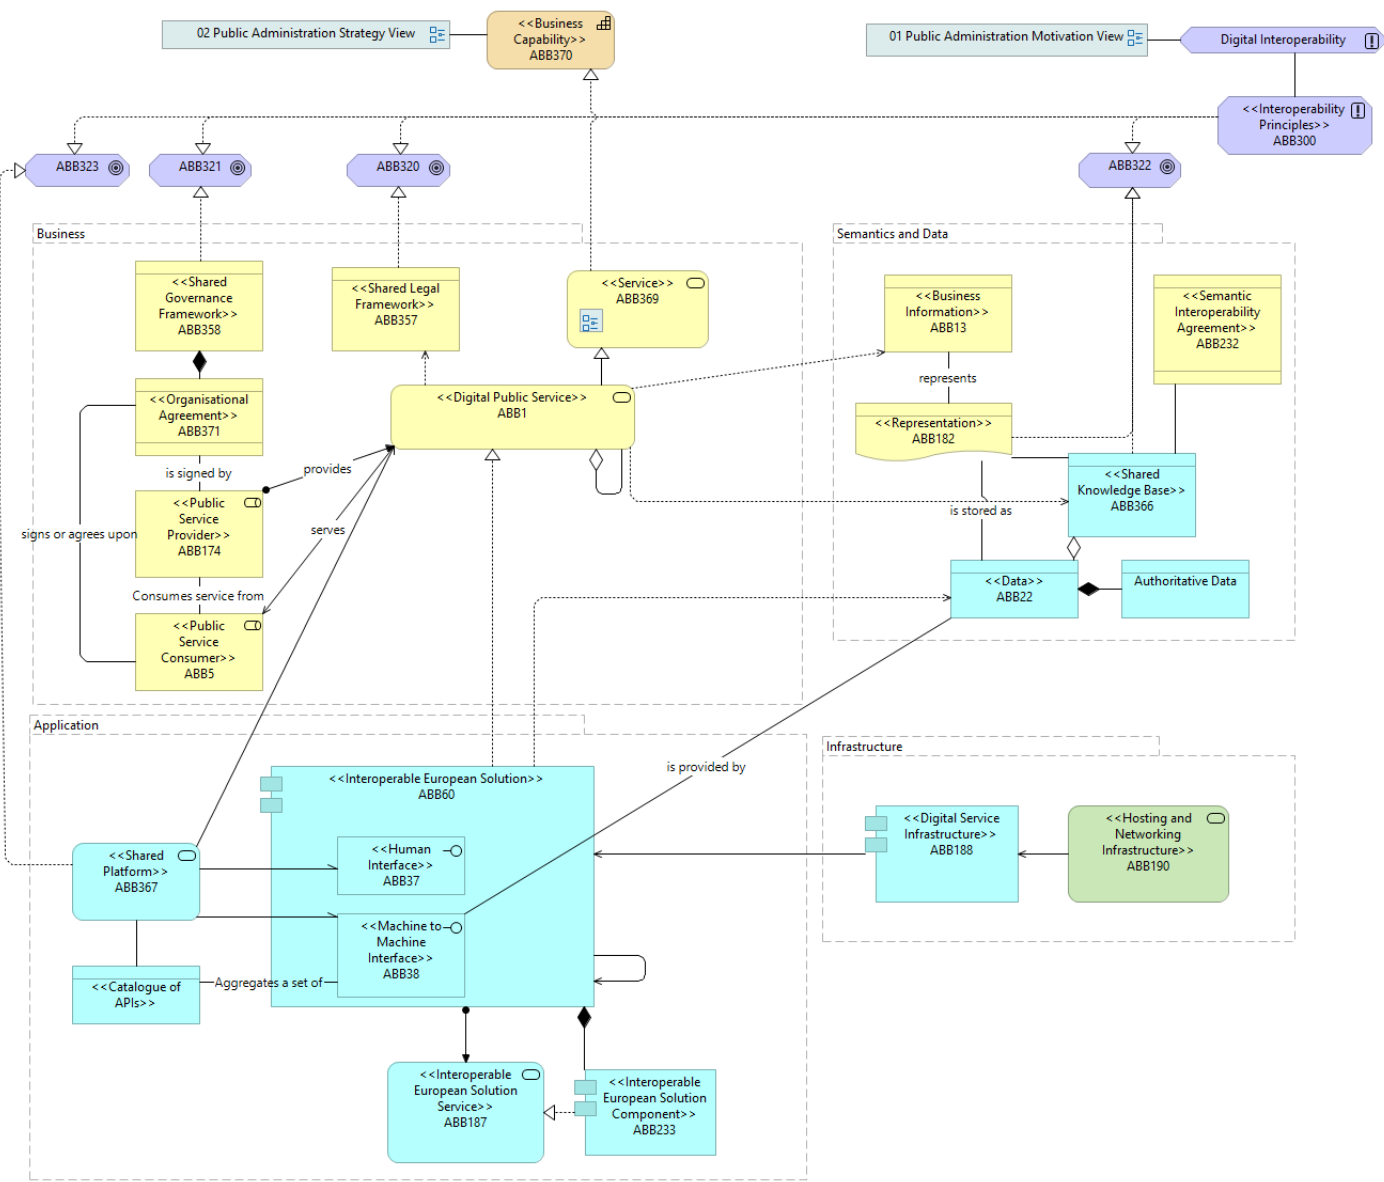 02 Public Administration Strategy View
<<Business
Capability>>
ABB370
01 Public Administration Motivation View
Digital Interoperability
<<Interoperability
Principles>>
ABB300
ABB323
ABB321
ABB320
ABB322
Business
<<Shared
Governance
Framework>>
ABB358
<<Shared Legal
Framework>>
ABB357
<<Service>>
ABB369
<<Organisational
Agreement>>
ABB371
<<Digital Public Service>>
ABB1
is signed by
provides
<<Public
Service
Provider>>
ABB174
signs or agrees upon
serves
Consumes service from
<<Public
Service
Consumer>>
ABB5
Semantics and Data
<<Business
Information>>
ABB13
<<Semantic
Interoperability
Agreement>>
ABB232
represents
<<Representation>>
ABB182
<<Shared
Knowledge Base>>
ABB366
is stored as
<<Data>>
ABB22
Authoritative Data
Application
<<Interoperable European Solution>>
ABB60
is provided by
<<Human
Interface>>
ABB37
<<Shared
Platform>>
ABB367
<<Machine to
Machine
Interface>>
ABB38
<<Catalogue of
APIs>>
Aggregates a set of
<<Interoperable
European Solution
Service>>
ABB187
<<Interoperable
European Solution
Component>>
ABB233
Infrastructure
<<Digital Service
Infrastructure>>
ABB188
<<Hosting and
Networking
Infrastructure>>
ABB190